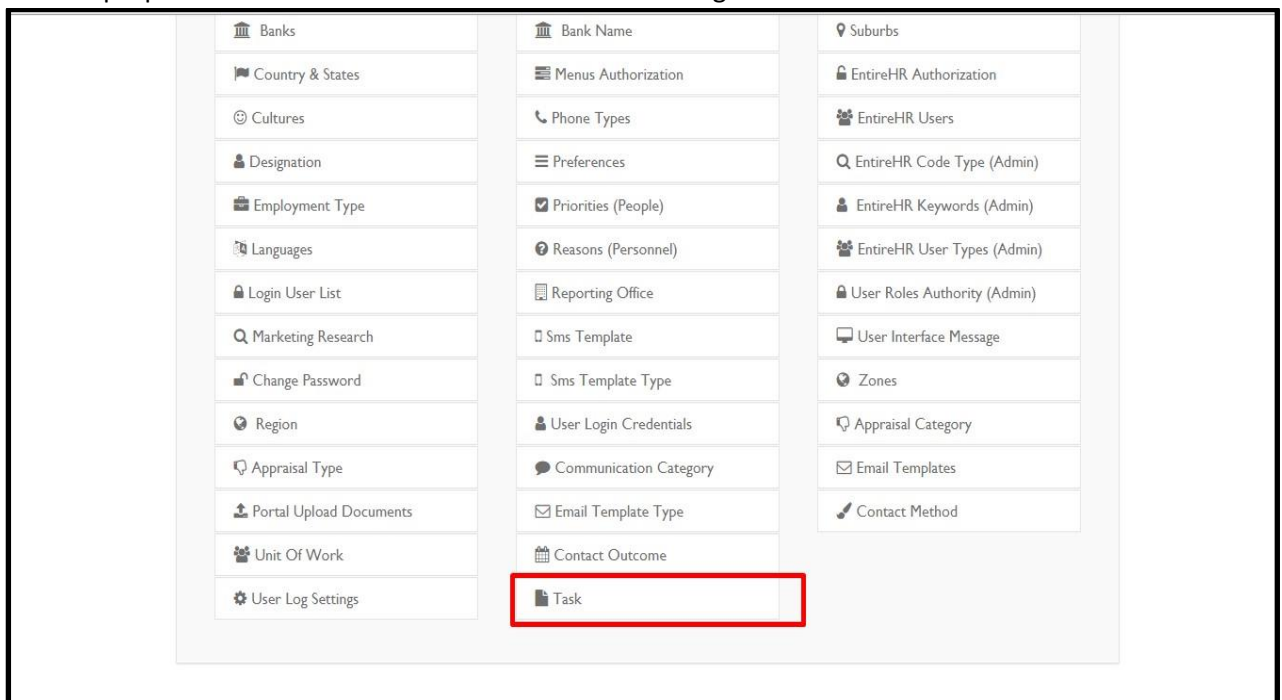 Banks
Bank Name
Suburbs
Country & States
Menus Authorization
EntireHR Authorization
Cultures
Phone Types
EntireHR Users
Designation
Preferences
EntireHR Code Type (Admin)
Employment Type
Priorities (People)
EntireHR Keywords (Admin)
Languages
Reasons (Personnel)
EntireHR User Types (Admin)
Login User List
Reporting Office
User Roles Authority (Admin)
Marketing Research
Sms Template
User Interface Message
Change Password
Sms Template Type
Zones
Region
User Login Credentials
Appraisal Category
Appraisal Type
Communication Category
Email Templates
Portal Upload Documents
Email Template Type
Contact Method
Unit Of Work
Contact Outcome
User Log Settings
Task